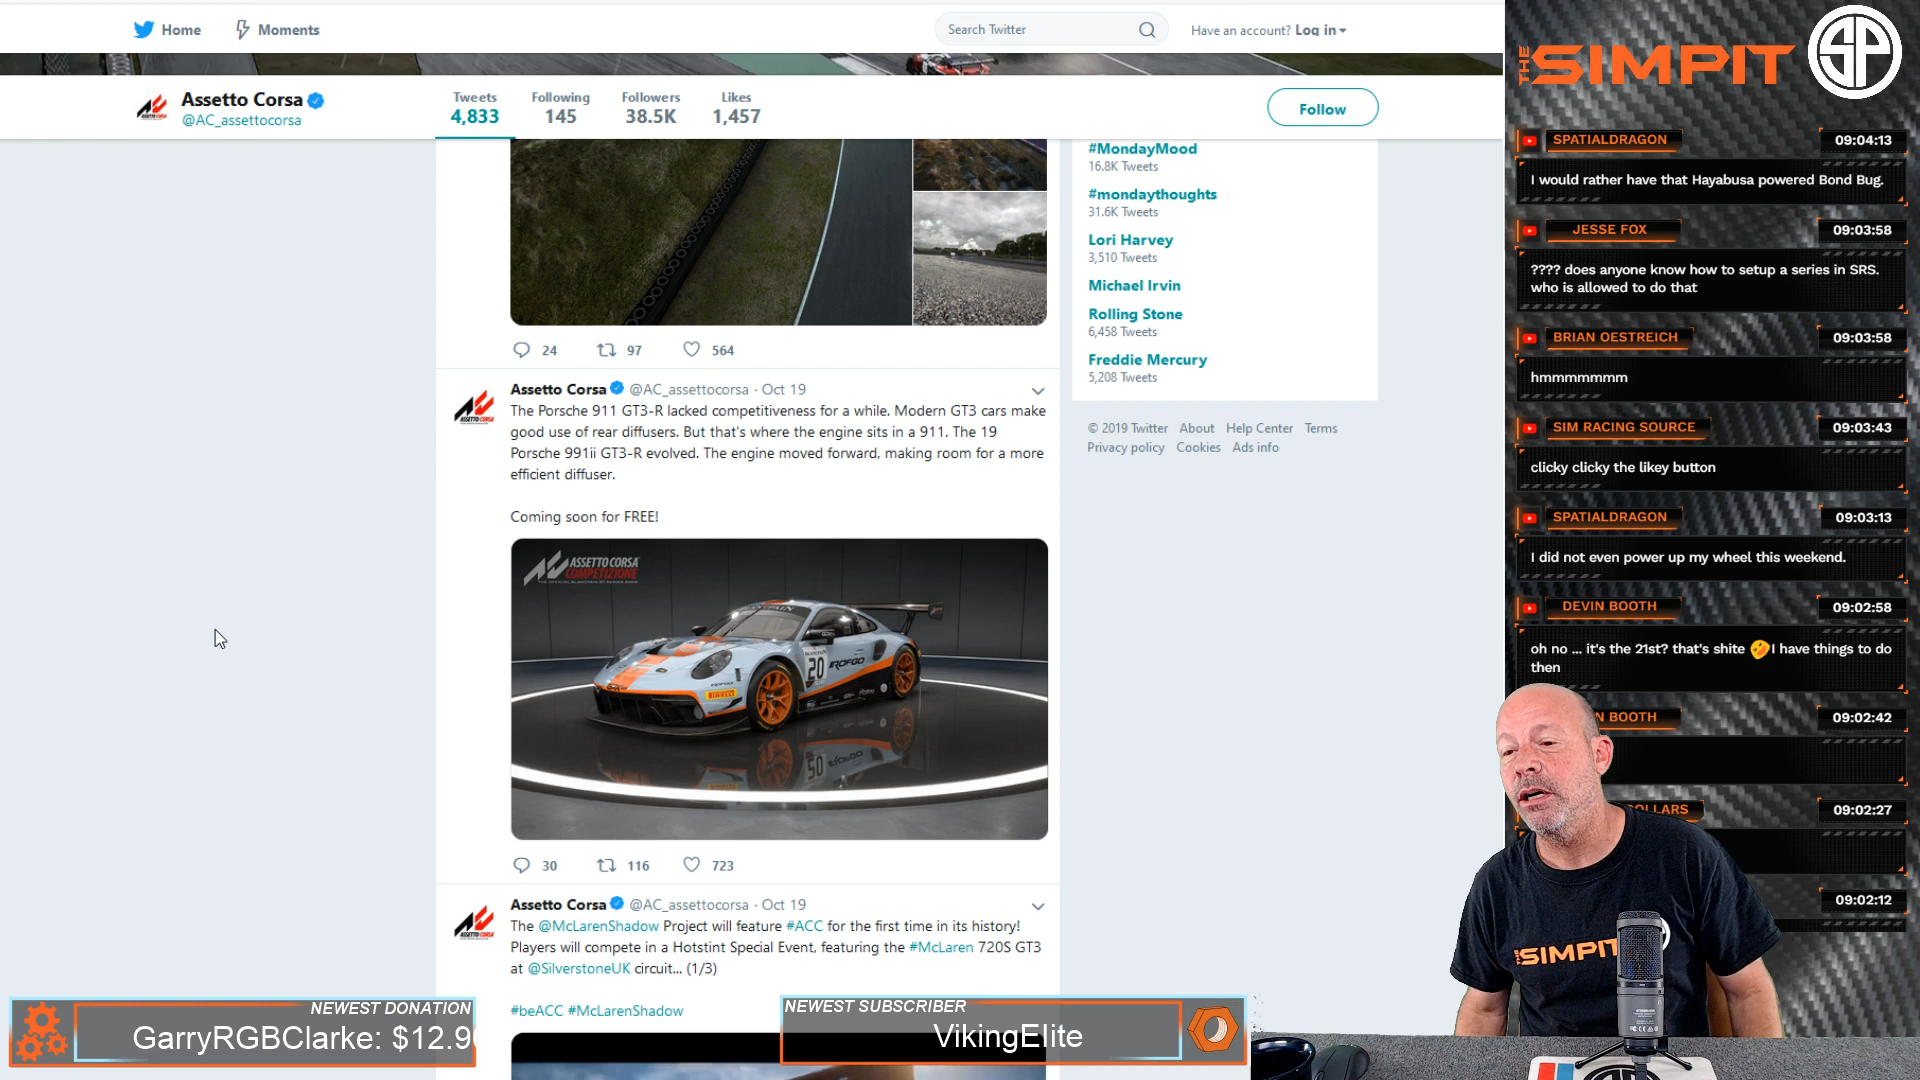 Home
Moments
Search Twitter
Have an account? Log in
Assetto Corsa
@AC_assettocorsa
Tweets
4,833
Following
145
Followers
38.5K
Likes
1,457
Follow
24
97
564
Assetto Corsa @AC_assettocorsa · Oct 19
The Porsche 911 GT3-R lacked competitiveness for a while. Modern GT3 cars make
good use of rear diffusers. But that's where the engine sits in a 911. The 19
Porsche 991ii GT3-R evolved. The engine moved forward, making room for a more
efficient diffuser.
Coming soon for FREE!
ASSETTO CORSA
COMPETIZIONE
20
ROFGO
PIRELLI
50
30
116
723
Assetto Corsa @AC_assettocorsa · Oct 19
The @McLarenShadow Project will feature #ACC for the first time in its history!
Players will compete in a Hotstint Special Event, featuring the #McLaren 720S GT3
at @SilverstoneUK circuit... (1/3)
#beACC #McLarenShadow
#MondayMood
16.8K Tweets
#mondaythoughts
31.6K Tweets
Lori Harvey
3,510 Tweets
Michael Irvin
Rolling Stone
6,458 Tweets
Freddie Mercury
5,208 Tweets
© 2019 Twitter About Help Center Terms
Privacy policy Cookies Ads info
THE SIMPIT
SP
SPATIALDRAGON
09:04:13
I would rather have that Hayabusa powered Bond Bug.
JESSE FOX
09:03:58
???? does anyone know how to setup a series in SRS.
who is allowed to do that
BRIAN OESTREICH
09:03:58
hmmmmmmm
SIM RACING SOURCE
09:03:43
clicky clicky the likey button
SPATIALDRAGON
09:03:13
I did not even power up my wheel this weekend.
DEVIN BOOTH
09:02:58
oh no ... it's the 21st? that's shite 🤣 I have things to do
then
BOOTH
09:02:42
09:02:27
09:02:12
SIMPIT
NEWEST DONATION
GarryRGBClarke: $12.9
NEWEST SUBSCRIBER
VikingElite